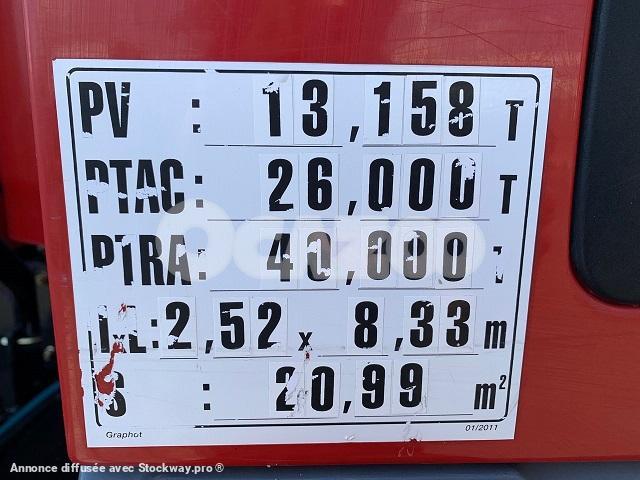 PV : 13,158 T
PTAC: 26,000 T
PTRA: 40,000
LxL: 2,52 x 8,33 m
S : 20,99 m²
Graphot 01/2011
Annonce diffusée avec Stockway.pro®